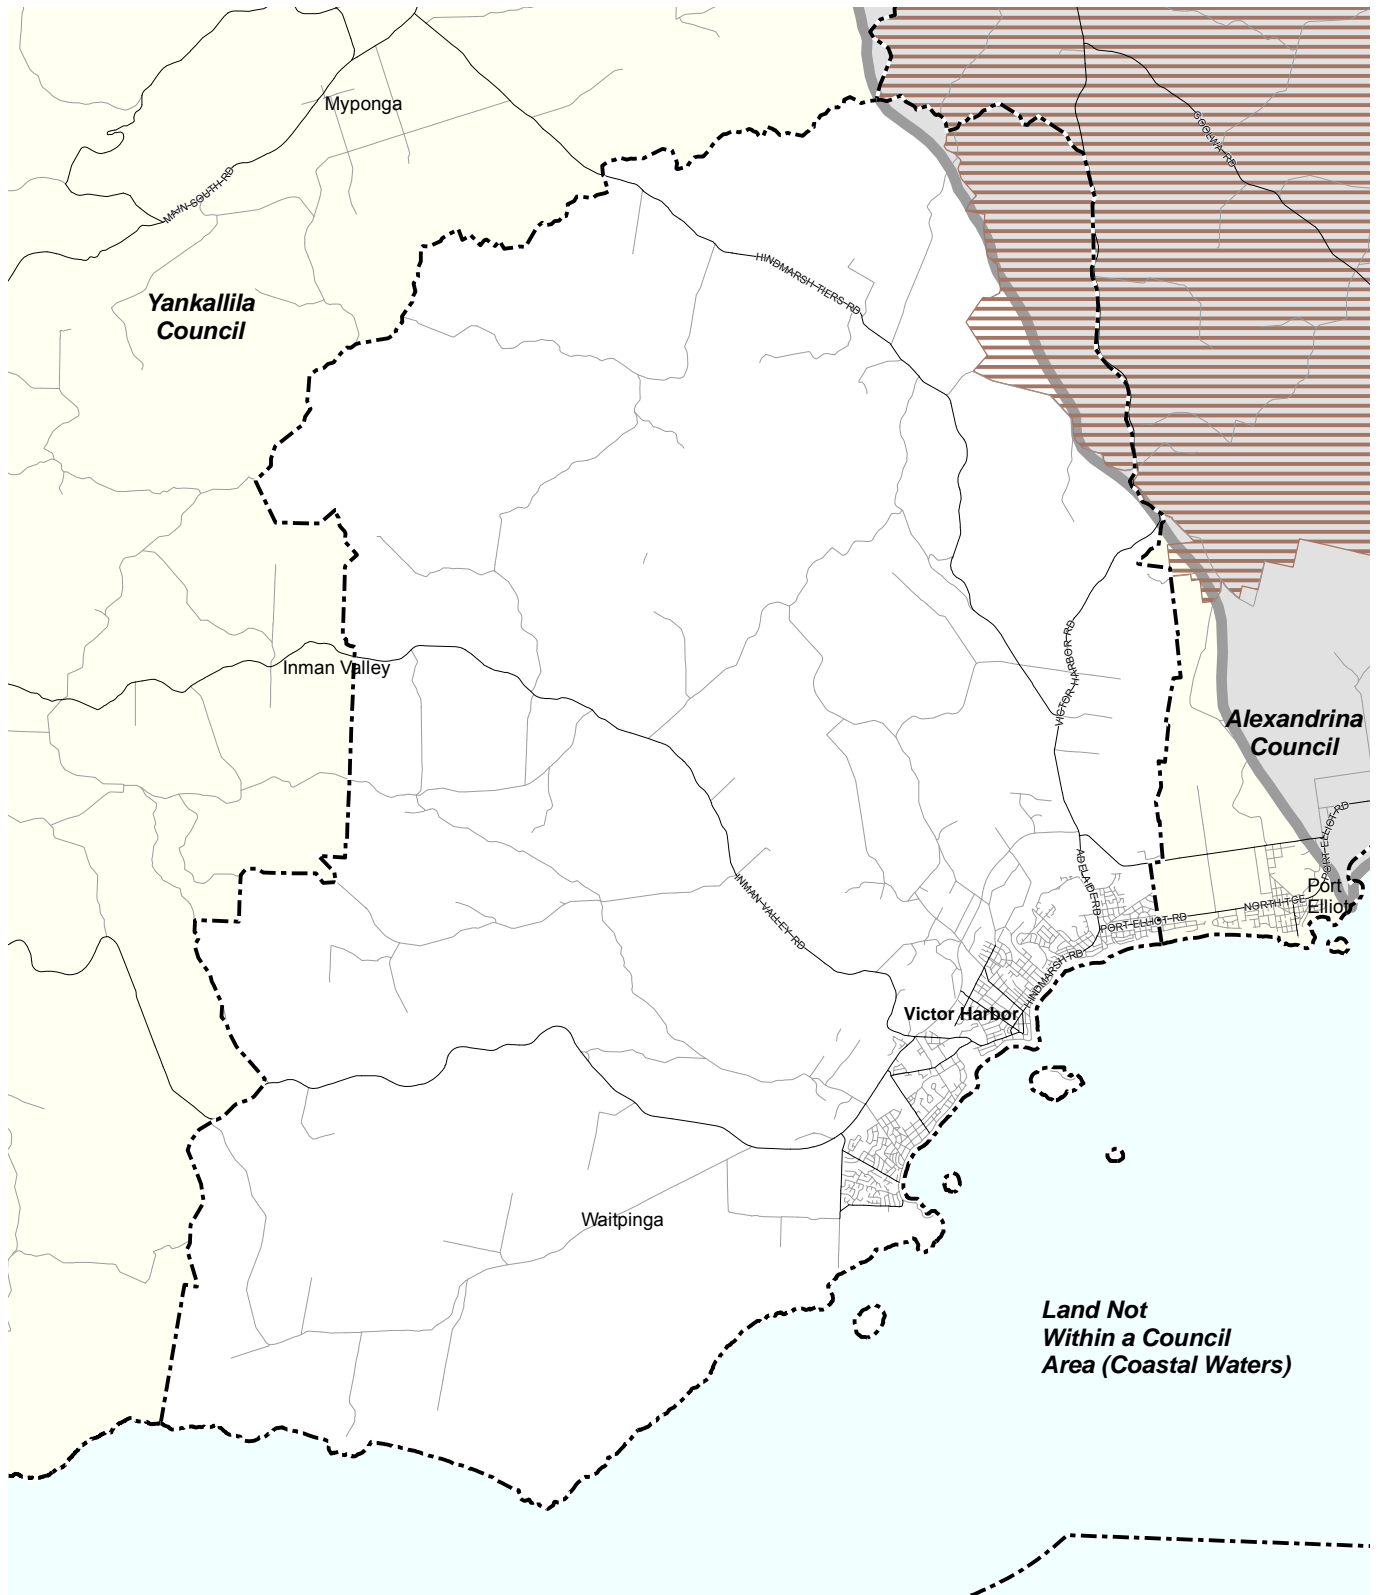 Myponga
GOOLWA RD
MAIN SOUTH RD
HINDMARSH TIERS RD
Yankallila
Council
Inman Valley
VICTOR HARBOR RD
Alexandrina
Council
PORT ELLIOT RD
ADELAIDE RD
INMAN VALLEY RD
Port
Elliot
NORTH TCE
PORT ELLIOT RD
HINDMARSH RD
Victor Harbor
Waitpinga
Land Not
Within a Council
Area (Coastal Waters)